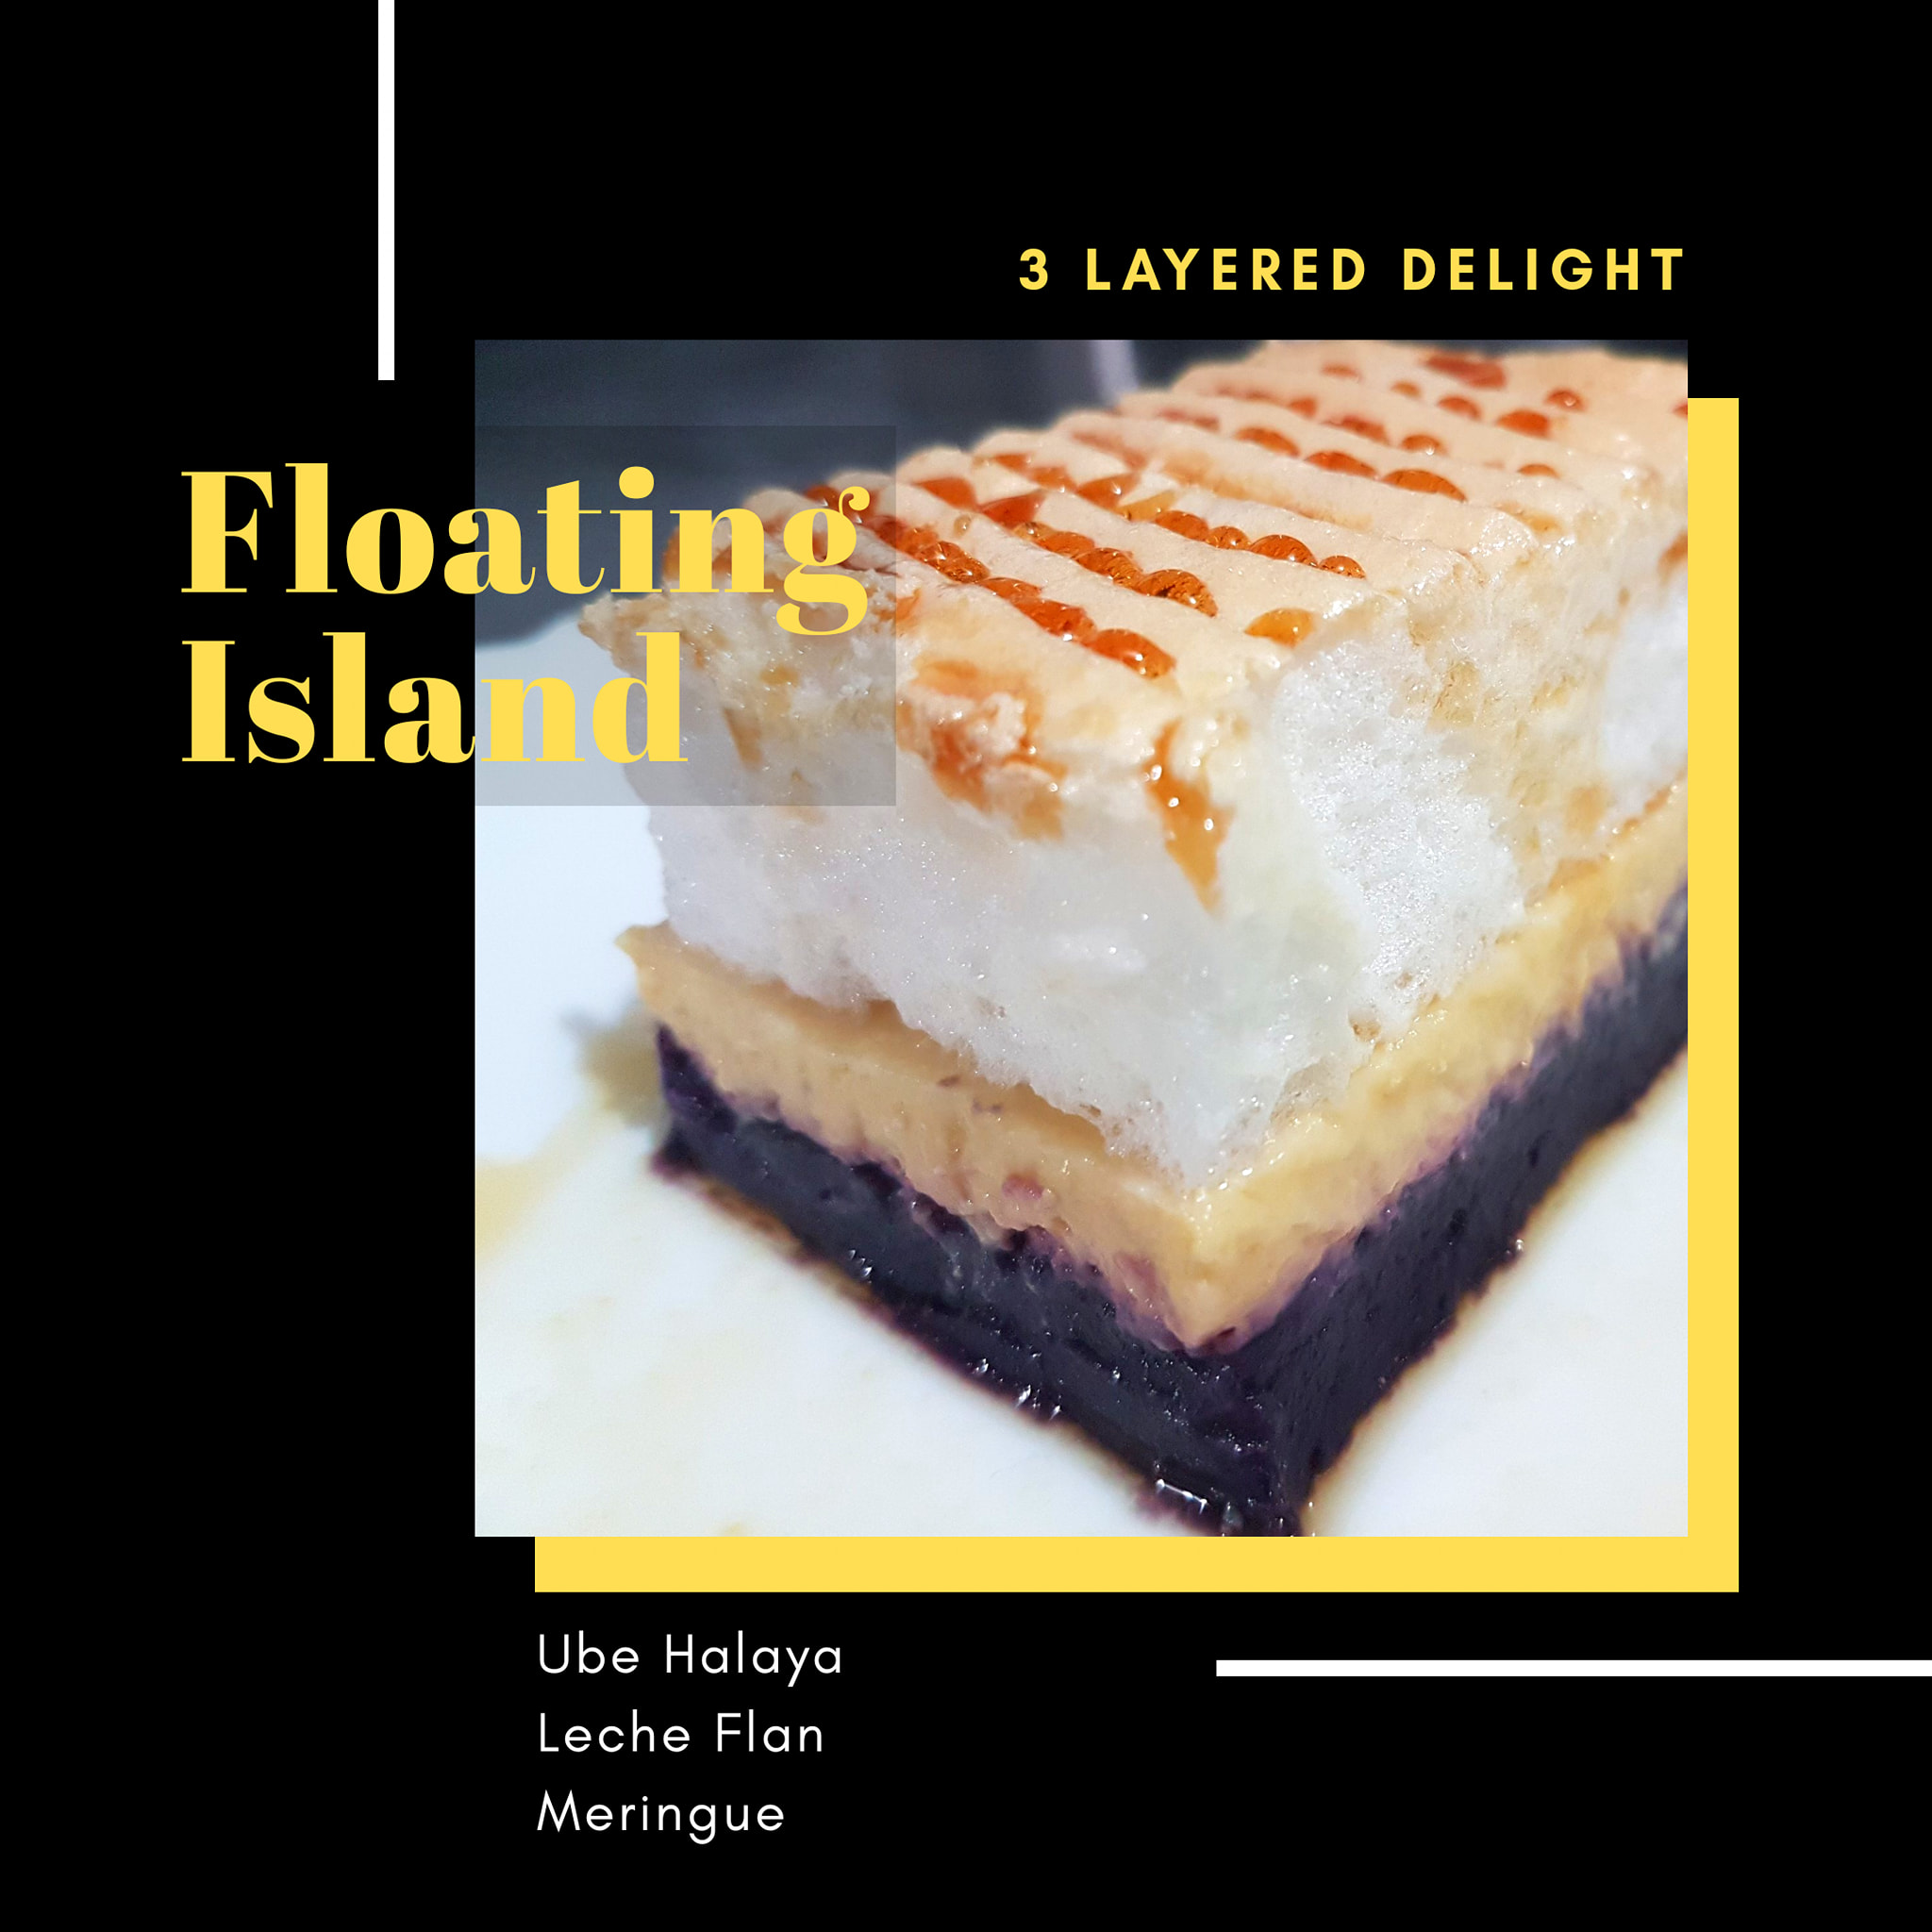 3 LAYERED DELIGHT
Floating
Island
Ube Halaya
Leche Flan
Meringue